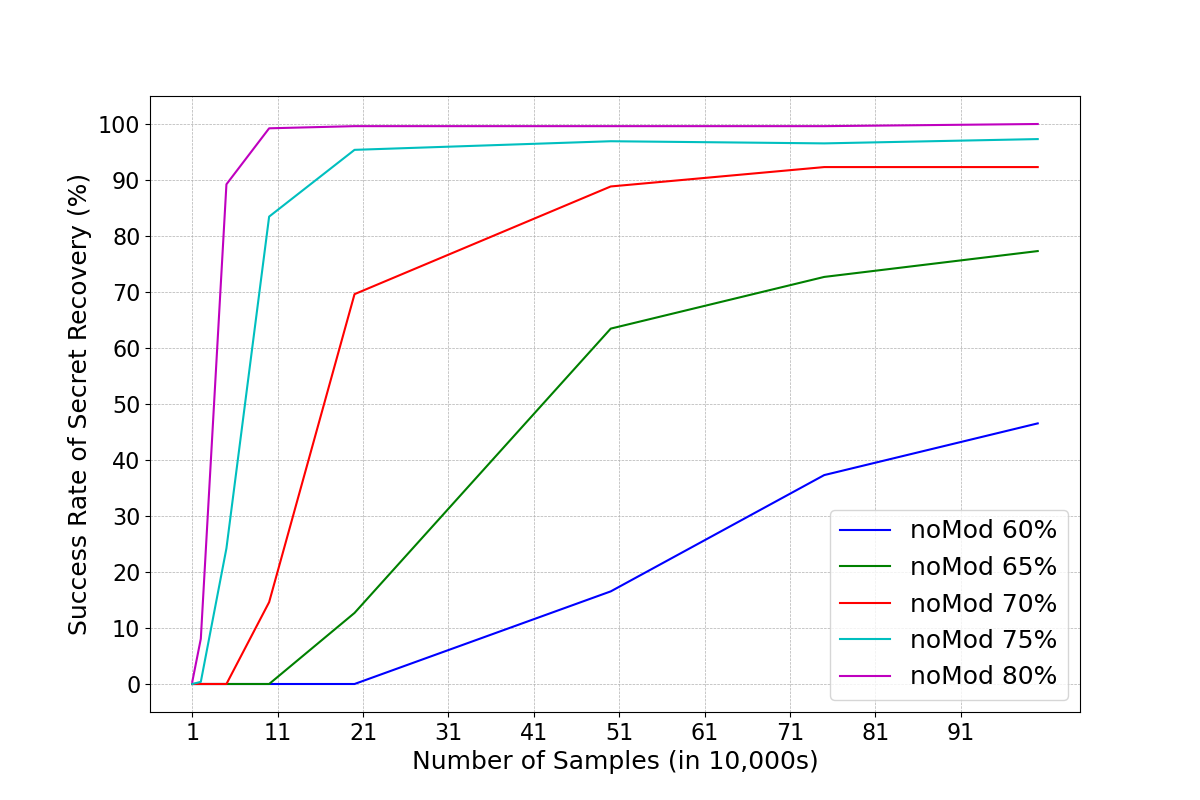 Success Rate of Secret Recovery (%)
100
90
80
70
60
50
40
30
20
10
0
noMod 60%
noMod 65%
noMod 70%
noMod 75%
noMod 80%
1 11 21 31 41 51 61 71 81 91
Number of Samples (in 10,000s)